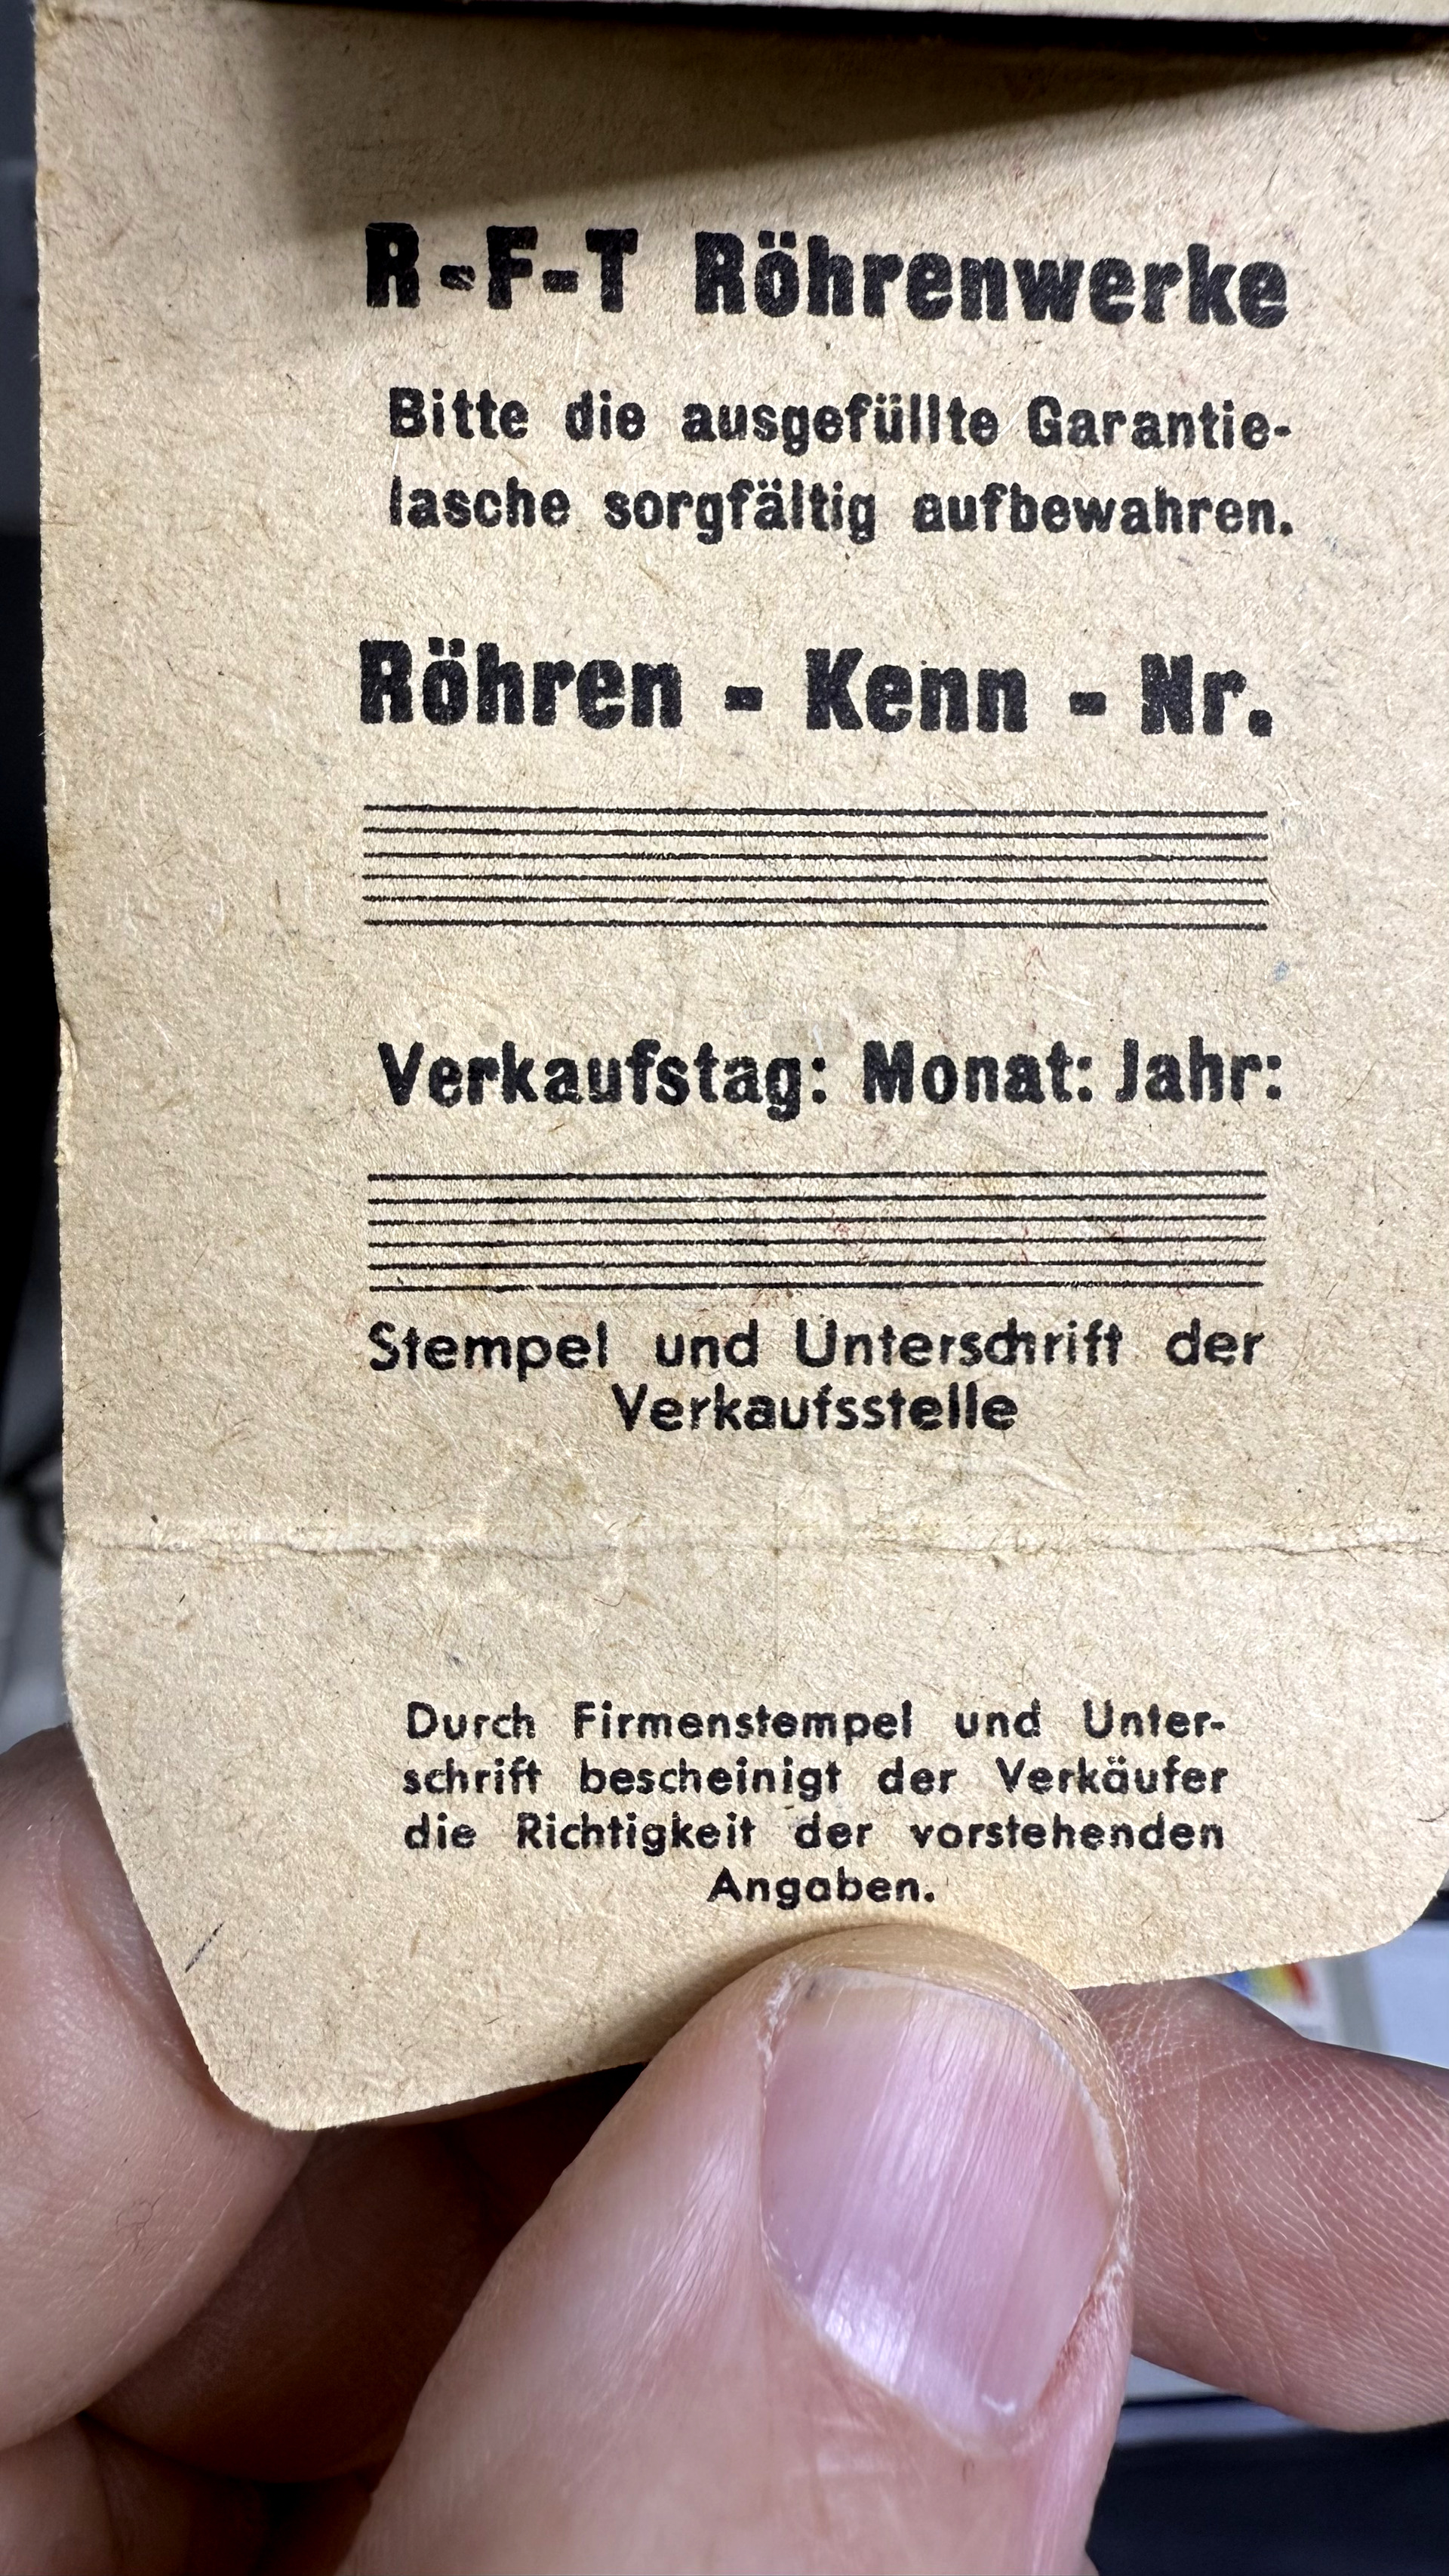 R-F-T Röhrenwerke
Bitte die ausgefüllte Garantie-
lasche sorgfältig aufbewahren.
Röhren - Kenn - Nr.
Verkaufstag: Monat: Jahr:
Stempel und Unterschrift der
Verkaufsstelle
Durch Firmenstempel und Unter-
schrift bescheinigt der Verkäufer
die Richtigkeit der vorstehenden
Angaben.